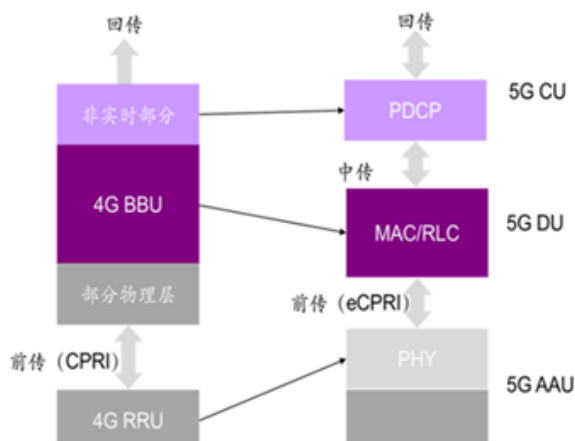 回传
回传
非实时部分
PDCP
5G CU
中传
4G BBU
MAC/RLC
5G DU
部分物理层
前传（CPRI）
前传（eCPRI）
PHY
4G RRU
5G AAU